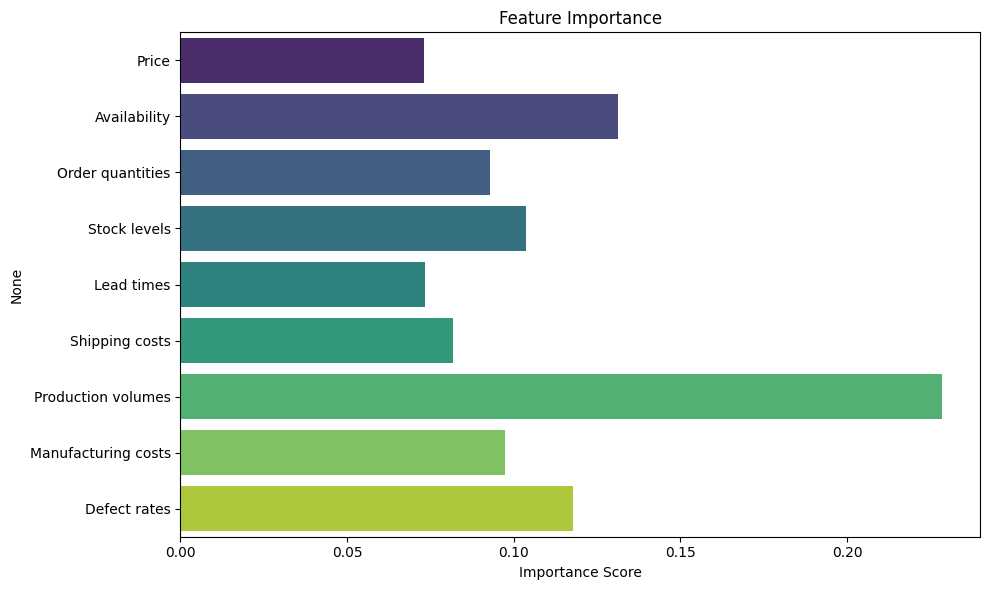 Feature Importance
Price
Availability
Order quantities
Stock levels
Lead times
Shipping costs
Production volumes
Manufacturing costs
Defect rates
None
0.00 0.05 0.10 0.15 0.20
Importance Score